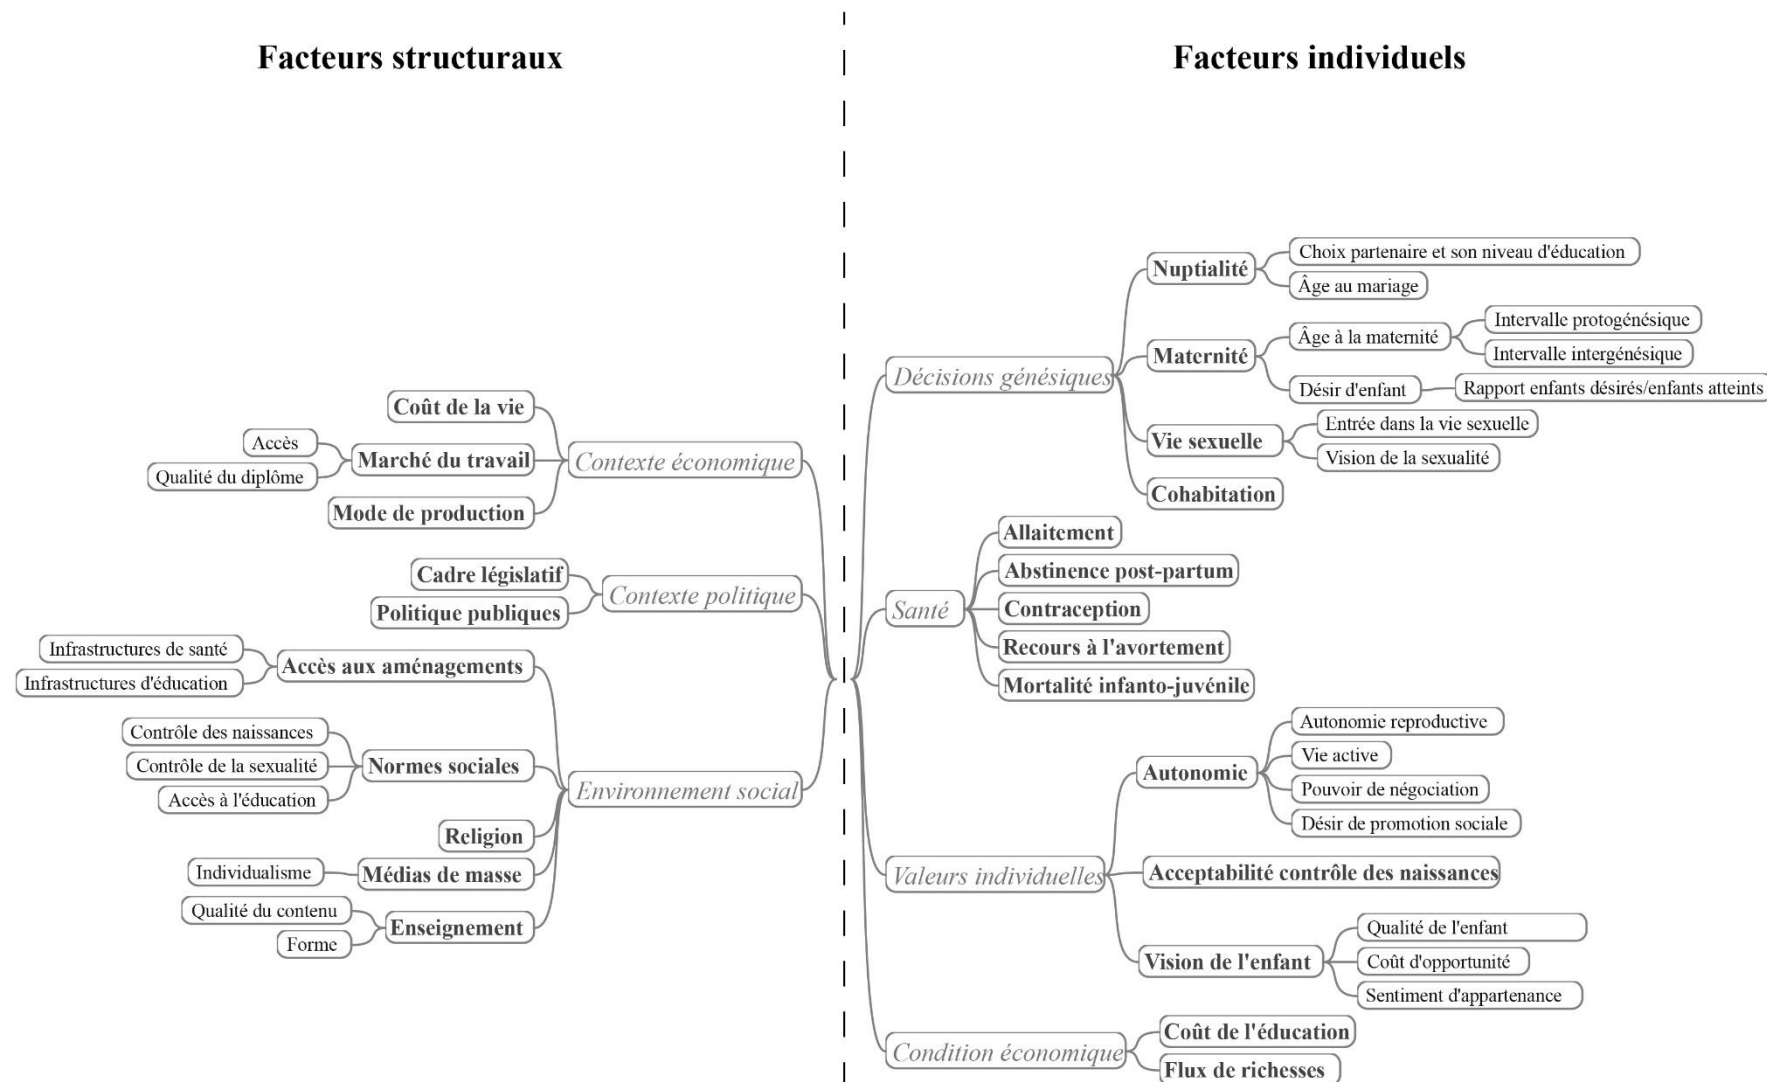 Facteurs structuraux
Facteurs individuels
Coût de la vie
Accès
Qualité du diplôme
Marché du travail
Mode de production
Contexte économique
Cadre législatif
Politique publiques
Contexte politique
Infrastructures de santé
Infrastructures d'éducation
Accès aux aménagements
Contrôle des naissances
Contrôle de la sexualité
Accès à l'éducation
Normes sociales
Environnement social
Religion
Individualisme
Médias de masse
Qualité du contenu
Forme
Enseignement
Décisions génésiques
Nuptialité
Choix partenaire et son niveau d'éducation
Âge au mariage
Maternité
Âge à la maternité
Intervalle protogénésique
Intervalle intergénésique
Désir d'enfant
Rapport enfants désirés/enfants atteints
Vie sexuelle
Entrée dans la vie sexuelle
Vision de la sexualité
Cohabitation
Santé
Allaitement
Abstinence post-partum
Contraception
Recours à l'avortement
Mortalité infanto-juvénile
Valeurs individuelles
Autonomie
Autonomie reproductive
Vie active
Pouvoir de négociation
Désir de promotion sociale
Acceptabilité contrôle des naissances
Vision de l'enfant
Qualité de l'enfant
Coût d'opportunité
Sentiment d'appartenance
Condition économique
Coût de l'éducation
Flux de richesses